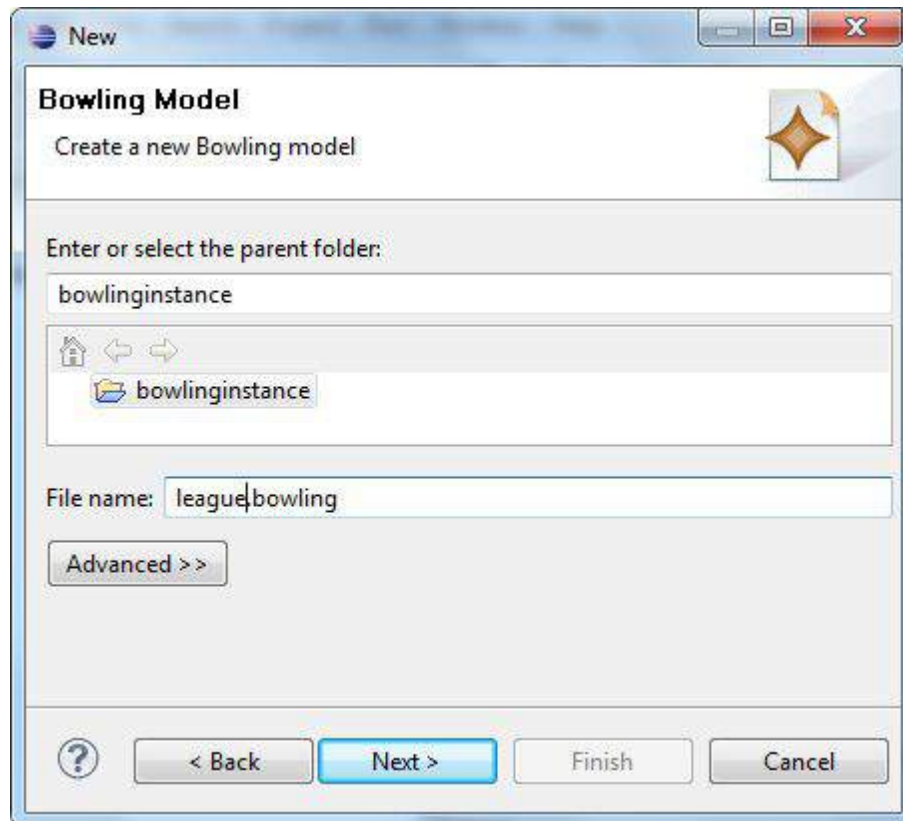 New
Bowling Model
Create a new Bowling model
Enter or select the parent folder:
bowlinginstance
bowlinginstance
File name: league.bowling
Advanced >>
? < Back Next > Finish Cancel